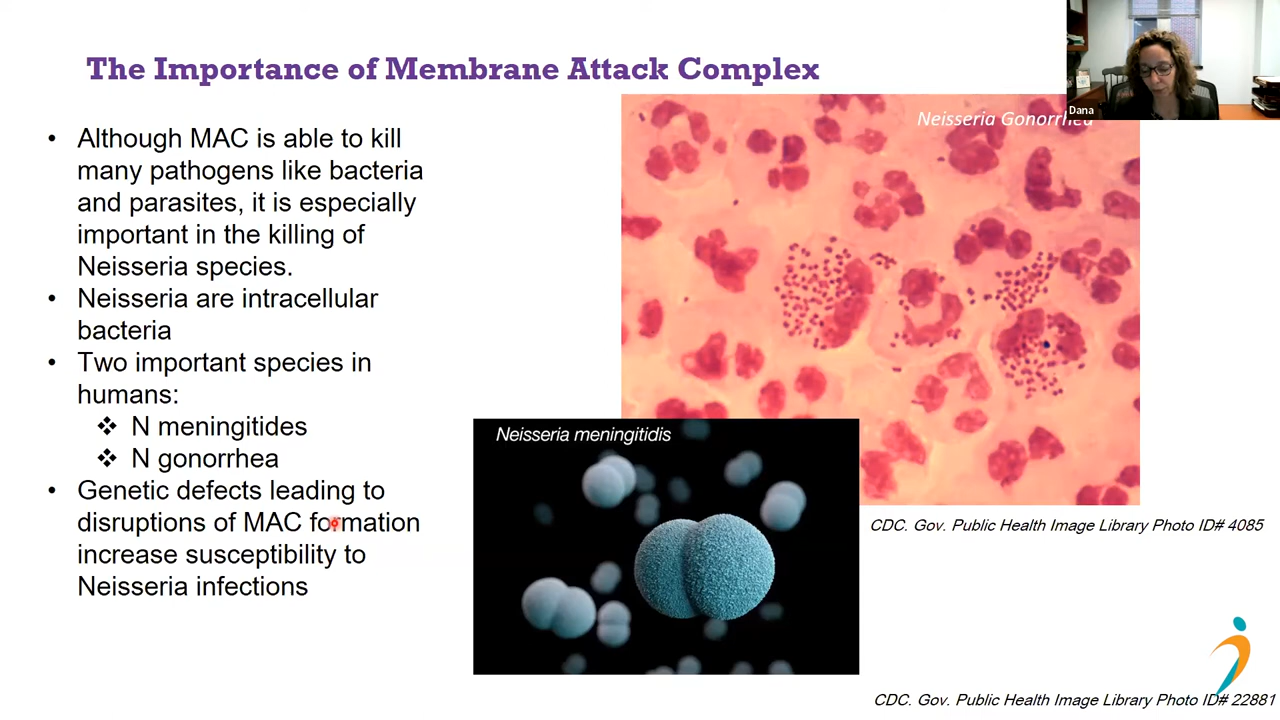 The Importance of Membrane Attack Complex
• Although MAC is able to kill
many pathogens like bacteria
and parasites, it is especially
important in the killing of
Neisseria species.
• Neisseria are intracellular
bacteria
• Two important species in
humans:
❖ N meningitides
❖ N gonorrhea
• Genetic defects leading to
disruptions of MAC formation
increase susceptibility to
Neisseria infections
Neisseria Gonorrhea
Dana
Neisseria meningitidis
CDC. Gov. Public Health Image Library Photo ID# 4085
CDC. Gov. Public Health Image Library Photo ID# 22881